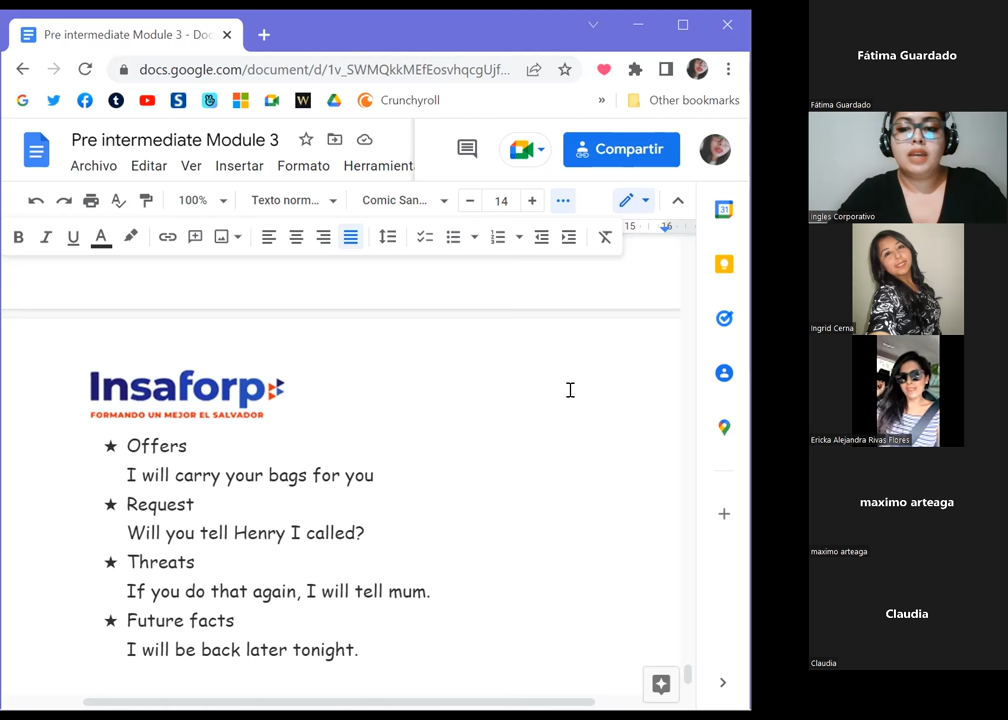 Pre intermediate Module 3 - Doc
docs.google.com/document/d/1v_SWMQkkMEfEosvhqcgUjf...
Crunchyroll
»
Other bookmarks
Pre intermediate Module 3
Archivo Editar Ver Insertar Formato Herramient
Compartir
100% Texto norm... Comic San... 14
B I U A
15 16
31
Insaforp
FORMANDO UN MEJOR EL SALVADOR
★ Offers
I will carry your bags for you
★ Request
Will you tell Henry I called?
★ Threats
If you do that again, I will tell mum.
★ Future facts
I will be back later tonight.
Fátima Guardado
Fátima Guardado
Ingles Corporativo
Ingrid Cerna
Ericka Alejandra Rivas Flores
maximo arteaga
maximo arteaga
Claudia
Claudia